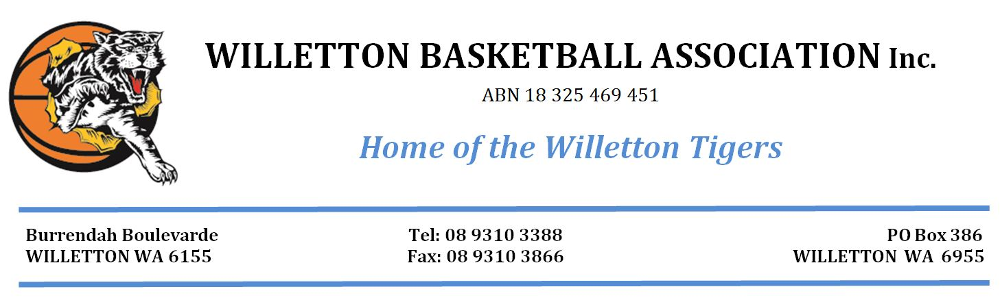 WILLETTON BASKETBALL ASSOCIATION Inc.
ABN 18 325 469 451
Home of the Willetton Tigers
Burrendah Boulevarde
WILLETTON WA 6155
Tel: 08 9310 3388
Fax: 08 9310 3866
PO Box 386
WILLETTON WA 6955